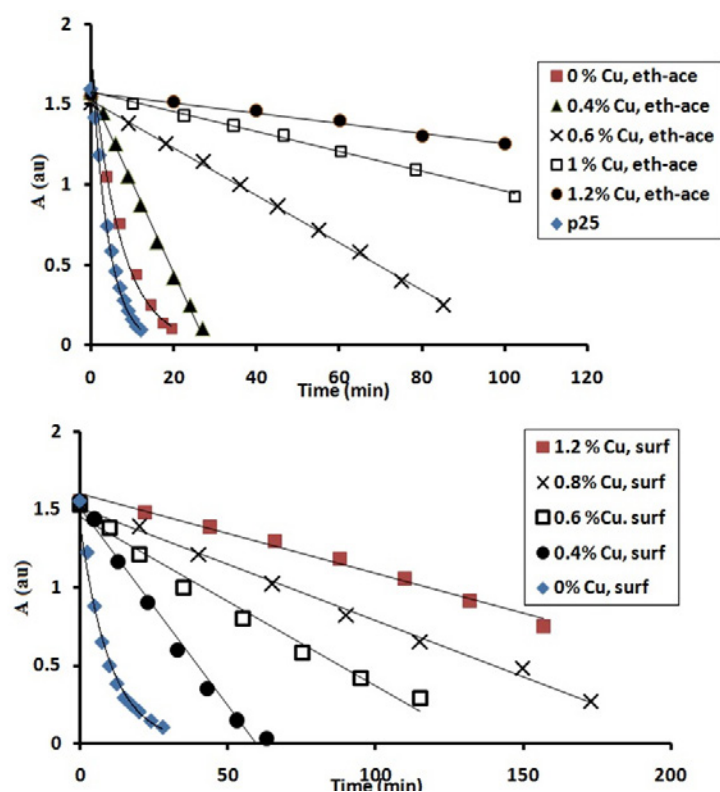 2
1.5
1
0.5
0
A (au)
0 20 40 60 80 100 120
Time (min)
0 % Cu, eth-ace
0.4% Cu, eth-ace
0.6 % Cu, eth-ace
1 % Cu, eth-ace
1.2% Cu, eth-ace
p25
2
1.5
1
0.5
0
A (au)
0 50 100 150 200
Time (min)
1.2 % Cu, surf
0.8% Cu, surf
0.6 %Cu. surf
0.4% Cu, surf
0% Cu, surf